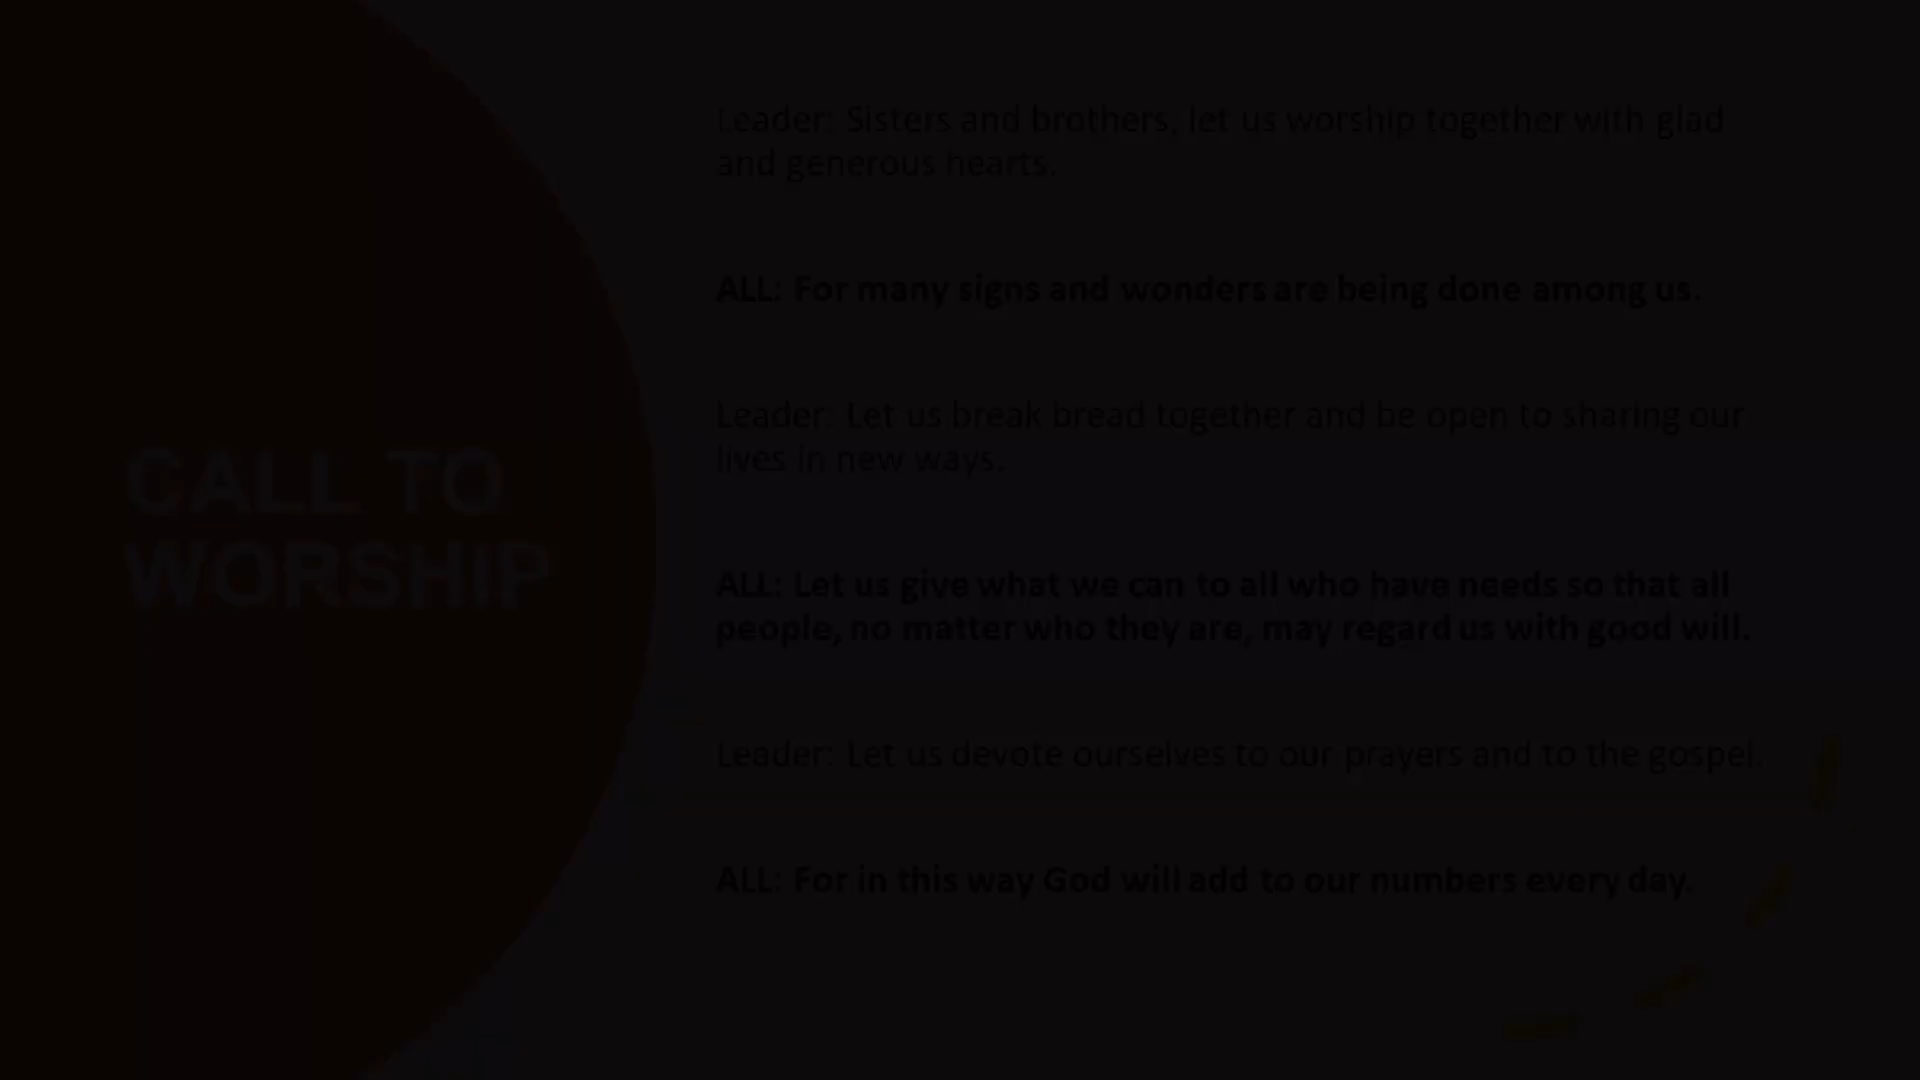 CALL TO
WORSHIP
Leader: Sisters and brothers, let us worship together with glad
and generous hearts.
ALL: For many signs and wonders are being done among us.
Leader: Let us break bread together and be open to sharing our
lives in new ways.
ALL: Let us give what we can to all who have needs so that all
people, no matter who they are, may regard us with good will.
Leader: Let us devote ourselves to our prayers and to the gospel.
ALL: For in this way God will add to our numbers every day.